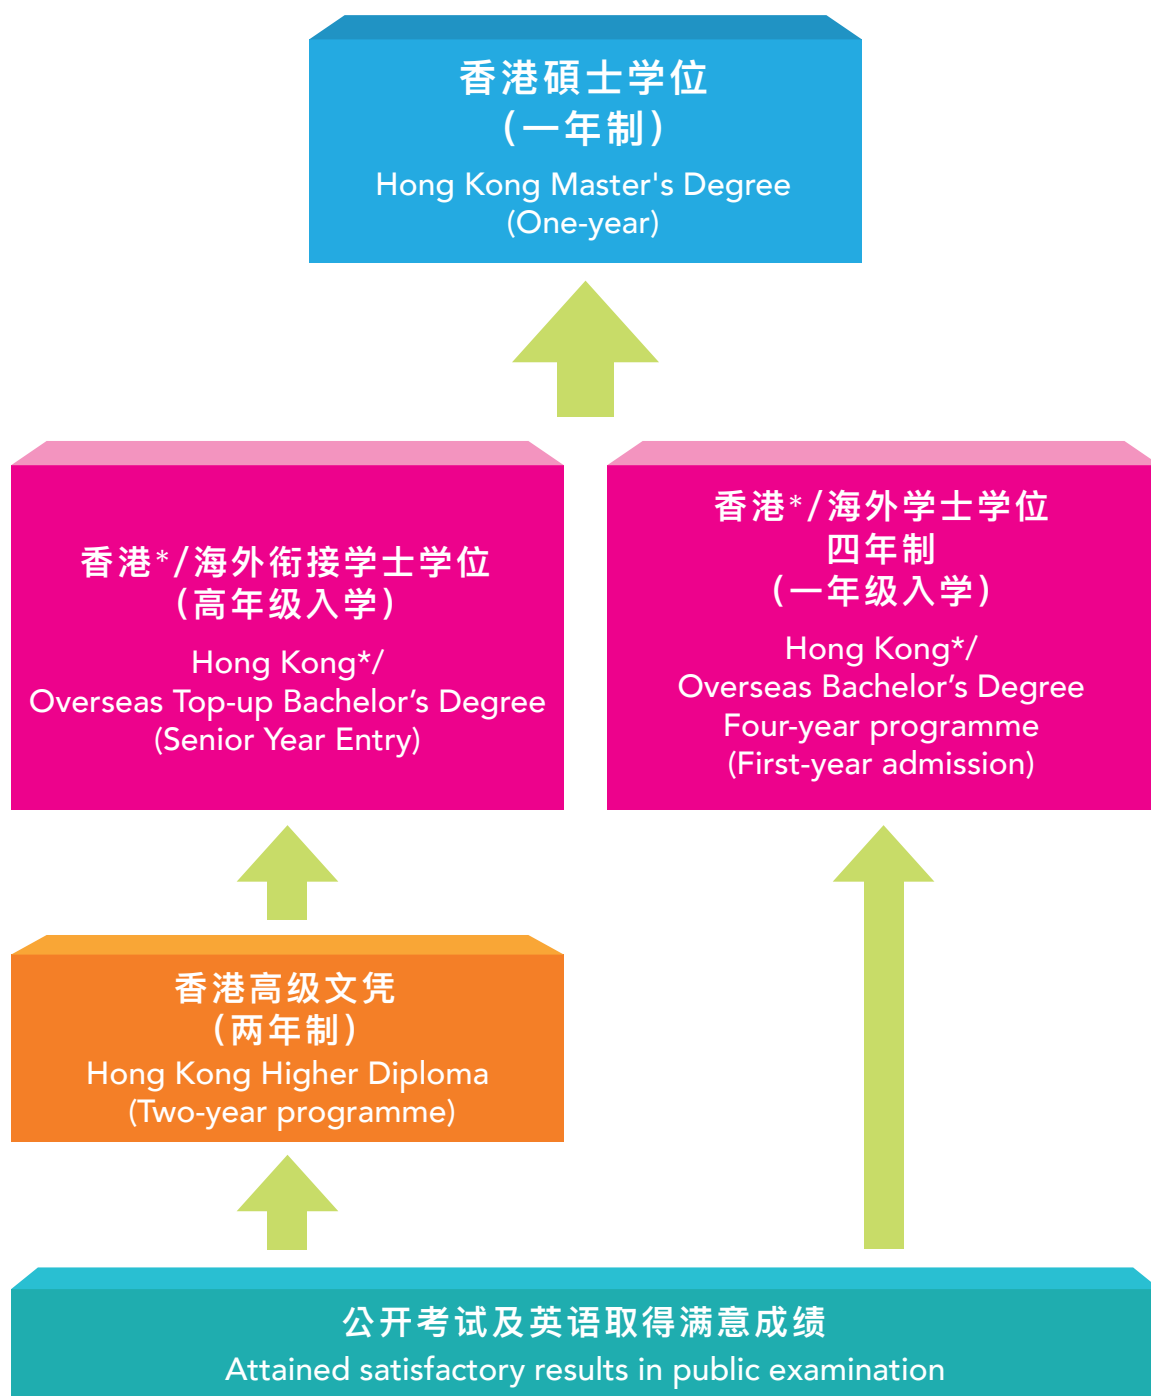 香港碩士学位
（一年制）
Hong Kong Master's Degree
(One-year)
香港*/海外衔接学士学位
（高年级入学）
Hong Kong*/
Overseas Top-up Bachelor’s Degree
(Senior Year Entry)
香港*/海外学士学位
四年制
（一年级入学）
Hong Kong*/
Overseas Bachelor’s Degree
Four-year programme
(First-year admission)
香港高级文凭
（两年制）
Hong Kong Higher Diploma
(Two-year programme)
公开考试及英语取得满意成绩
Attained satisfactory results in public examination